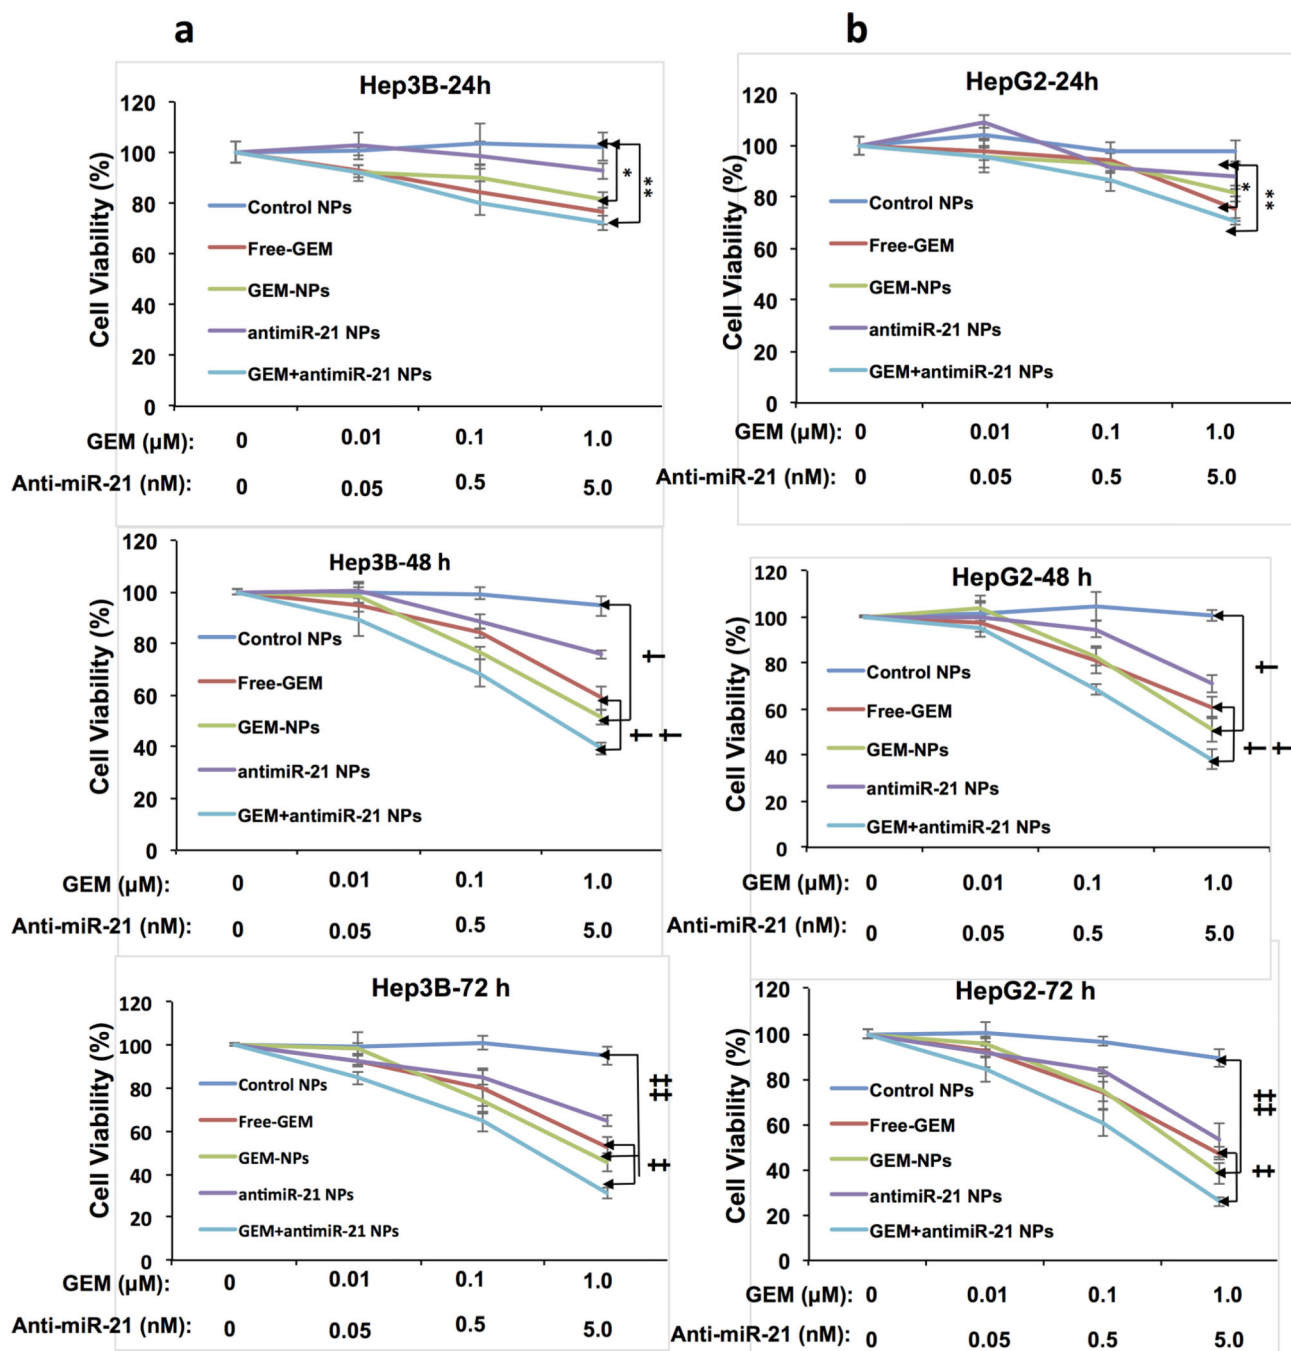 a
b
Hep3B-24h
120
100
80
60
40
20
0
Cell Viability (%)
Control NPs
Free-GEM
GEM-NPs
antimiR-21 NPs
GEM+antimiR-21 NPs
*
**
GEM (µM): 0 0.01 0.1 1.0
Anti-miR-21 (nM): 0 0.05 0.5 5.0
HepG2-24h
120
100
80
60
40
20
0
Cell Viability (%)
Control NPs
Free-GEM
GEM-NPs
antimiR-21 NPs
GEM+antimiR-21 NPs
*
**
GEM (µM): 0 0.01 0.1 1.0
Anti-miR-21 (nM): 0 0.05 0.5 5.0
Hep3B-48 h
120
100
80
60
40
20
0
Cell Viability (%)
Control NPs
Free-GEM
GEM-NPs
antimiR-21 NPs
GEM+antimiR-21 NPs
†
††
GEM (µM): 0 0.01 0.1 1.0
Anti-miR-21 (nM): 0 0.05 0.5 5.0
HepG2-48 h
120
100
80
60
40
20
0
Cell Viability (%)
Control NPs
Free-GEM
GEM-NPs
antimiR-21 NPs
GEM+antimiR-21 NPs
†
††
GEM (µM): 0 0.01 0.1 1.0
Anti-miR-21 (nM): 0 0.05 0.5 5.0
Hep3B-72 h
120
100
80
60
40
20
0
Cell Viability (%)
Control NPs
Free-GEM
GEM-NPs
antimiR-21 NPs
GEM+antimiR-21 NPs
‡‡
‡
GEM (µM): 0 0.01 0.1 1.0
Anti-miR-21 (nM): 0 0.05 0.5 5.0
HepG2-72 h
120
100
80
60
40
20
0
Cell Viability (%)
Control NPs
Free-GEM
GEM-NPs
antimiR-21 NPs
GEM+antimiR-21 NPs
‡‡
‡
GEM (µM): 0 0.01 0.1 1.0
Anti-miR-21 (nM): 0 0.05 0.5 5.0